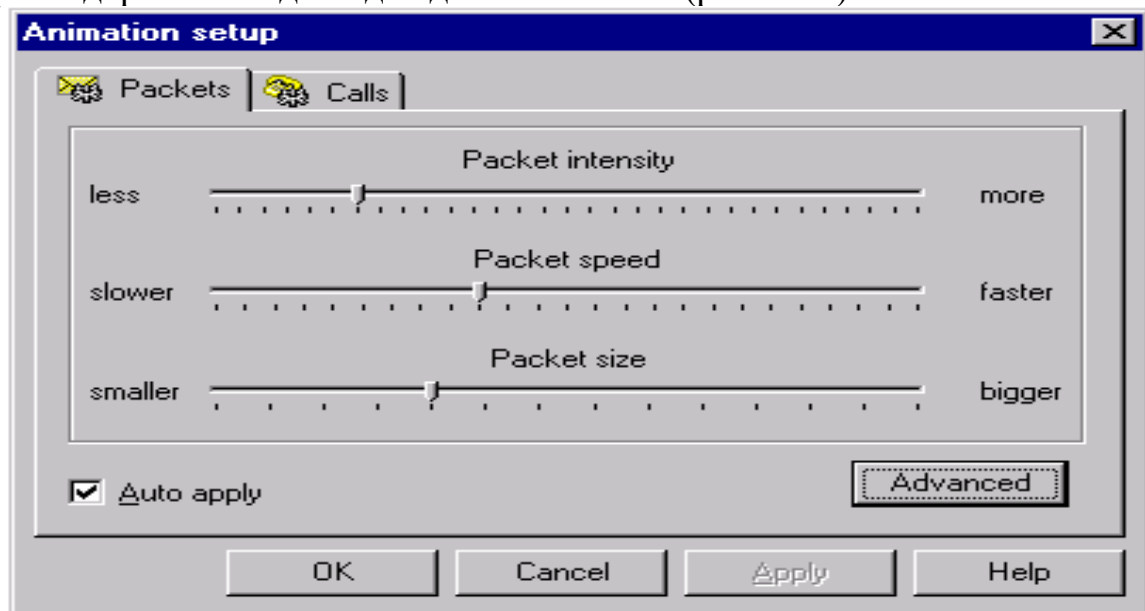 Animation setup
Packets Calls
Packet intensity
less more
Packet speed
slower faster
Packet size
smaller bigger
Auto apply
Advanced
OK Cancel Apply Help